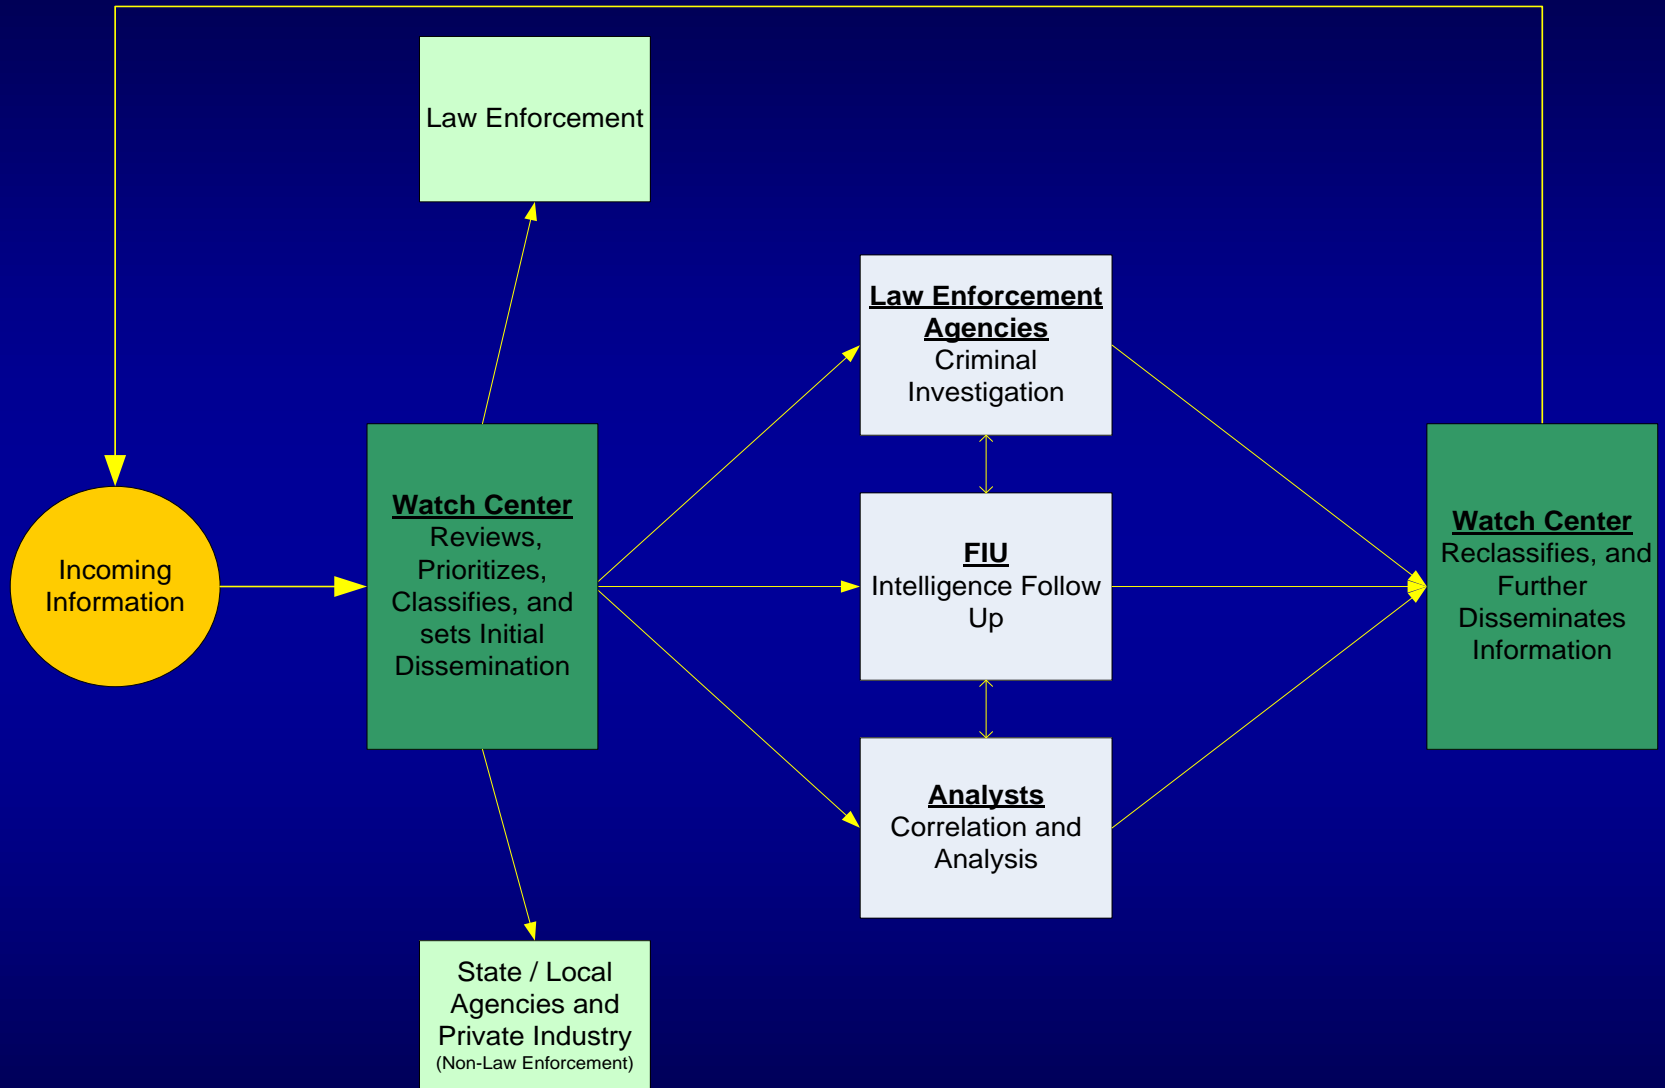 Law Enforcement
Incoming
Information
Watch Center
Reviews,
Prioritizes,
Classifies, and
sets Initial
Dissemination
State / Local
Agencies and
Private Industry
(Non-Law Enforcement)
Law Enforcement
Agencies
Criminal
Investigation
FIU
Intelligence Follow
Up
Analysts
Correlation and
Analysis
Watch Center
Reclassifies, and
Further
Disseminates
Information